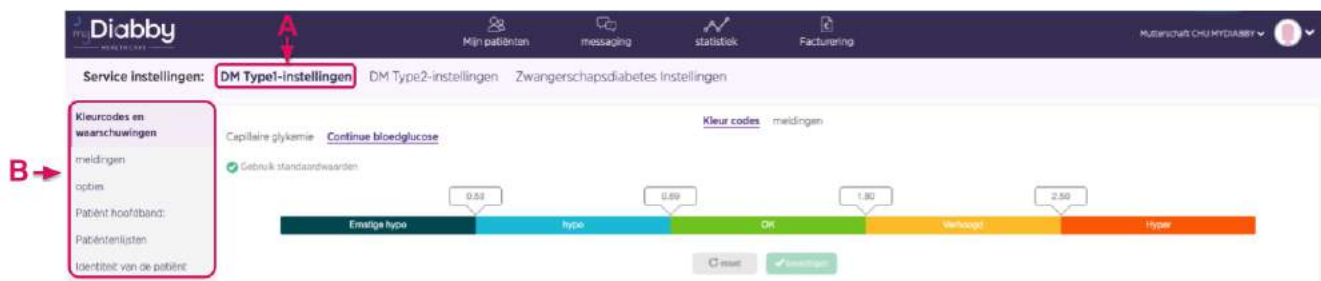 A
myDiabby
HEALTHCARE
Mijn patiënten
messaging
statistiek
Facturering
Mutterschaft CHU MYDIABBY
Service instellingen: DM Type1-instellingen DM Type2-instellingen Zwangerschapsdiabetes Instellingen
B
Kleurcodes en
waarschuwingen
meldingen
opties
Patiënt hoofdband:
Patiëntenlijsten
Identiteit van de patiënt
Kleur codes meldingen
Capillaire glykemie Continue bloedglucose
Gebruik standaardwaarden
0.53 0.69 1.80 2.50
Ernstige hypo hypo OK Verhoogd Hyper
reset bevestigen